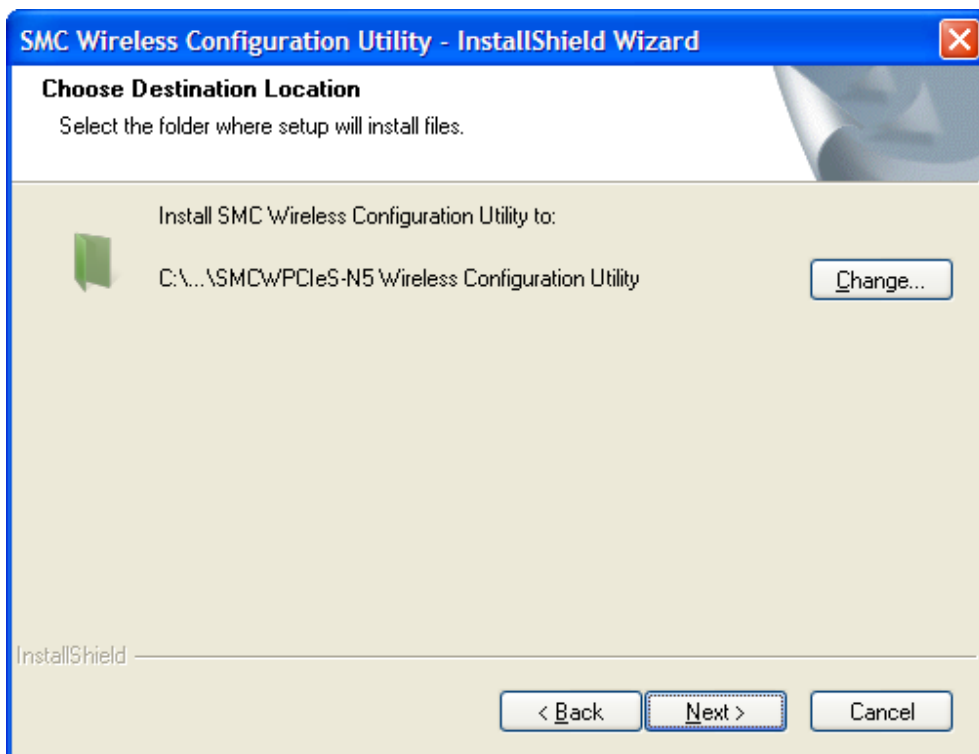 SMC Wireless Configuration Utility - InstallShield Wizard
Choose Destination Location
Select the folder where setup will install files.
Install SMC Wireless Configuration Utility to:
C:\...\SMCWPCIeS-N5 Wireless Configuration Utility
Change...
InstallShield
< Back
Next >
Cancel